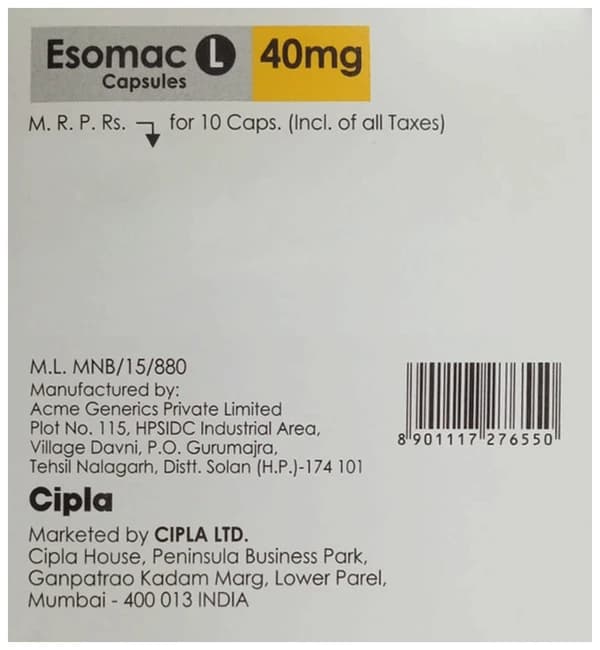 Esomac L 40mg
Capsules
M. R. P. Rs. for 10 Caps. (Incl. of all Taxes)
M.L. MNB/15/880
Manufactured by:
Acme Generics Private Limited
Plot No. 115, HPSIDC Industrial Area,
Village Davni, P.O. Gurumajra,
Tehsil Nalagarh, Distt. Solan (H.P.)-174 101
8 901117 276550
Cipla
Marketed by CIPLA LTD.
Cipla House, Peninsula Business Park,
Ganpatrao Kadam Marg, Lower Parel,
Mumbai - 400 013 INDIA